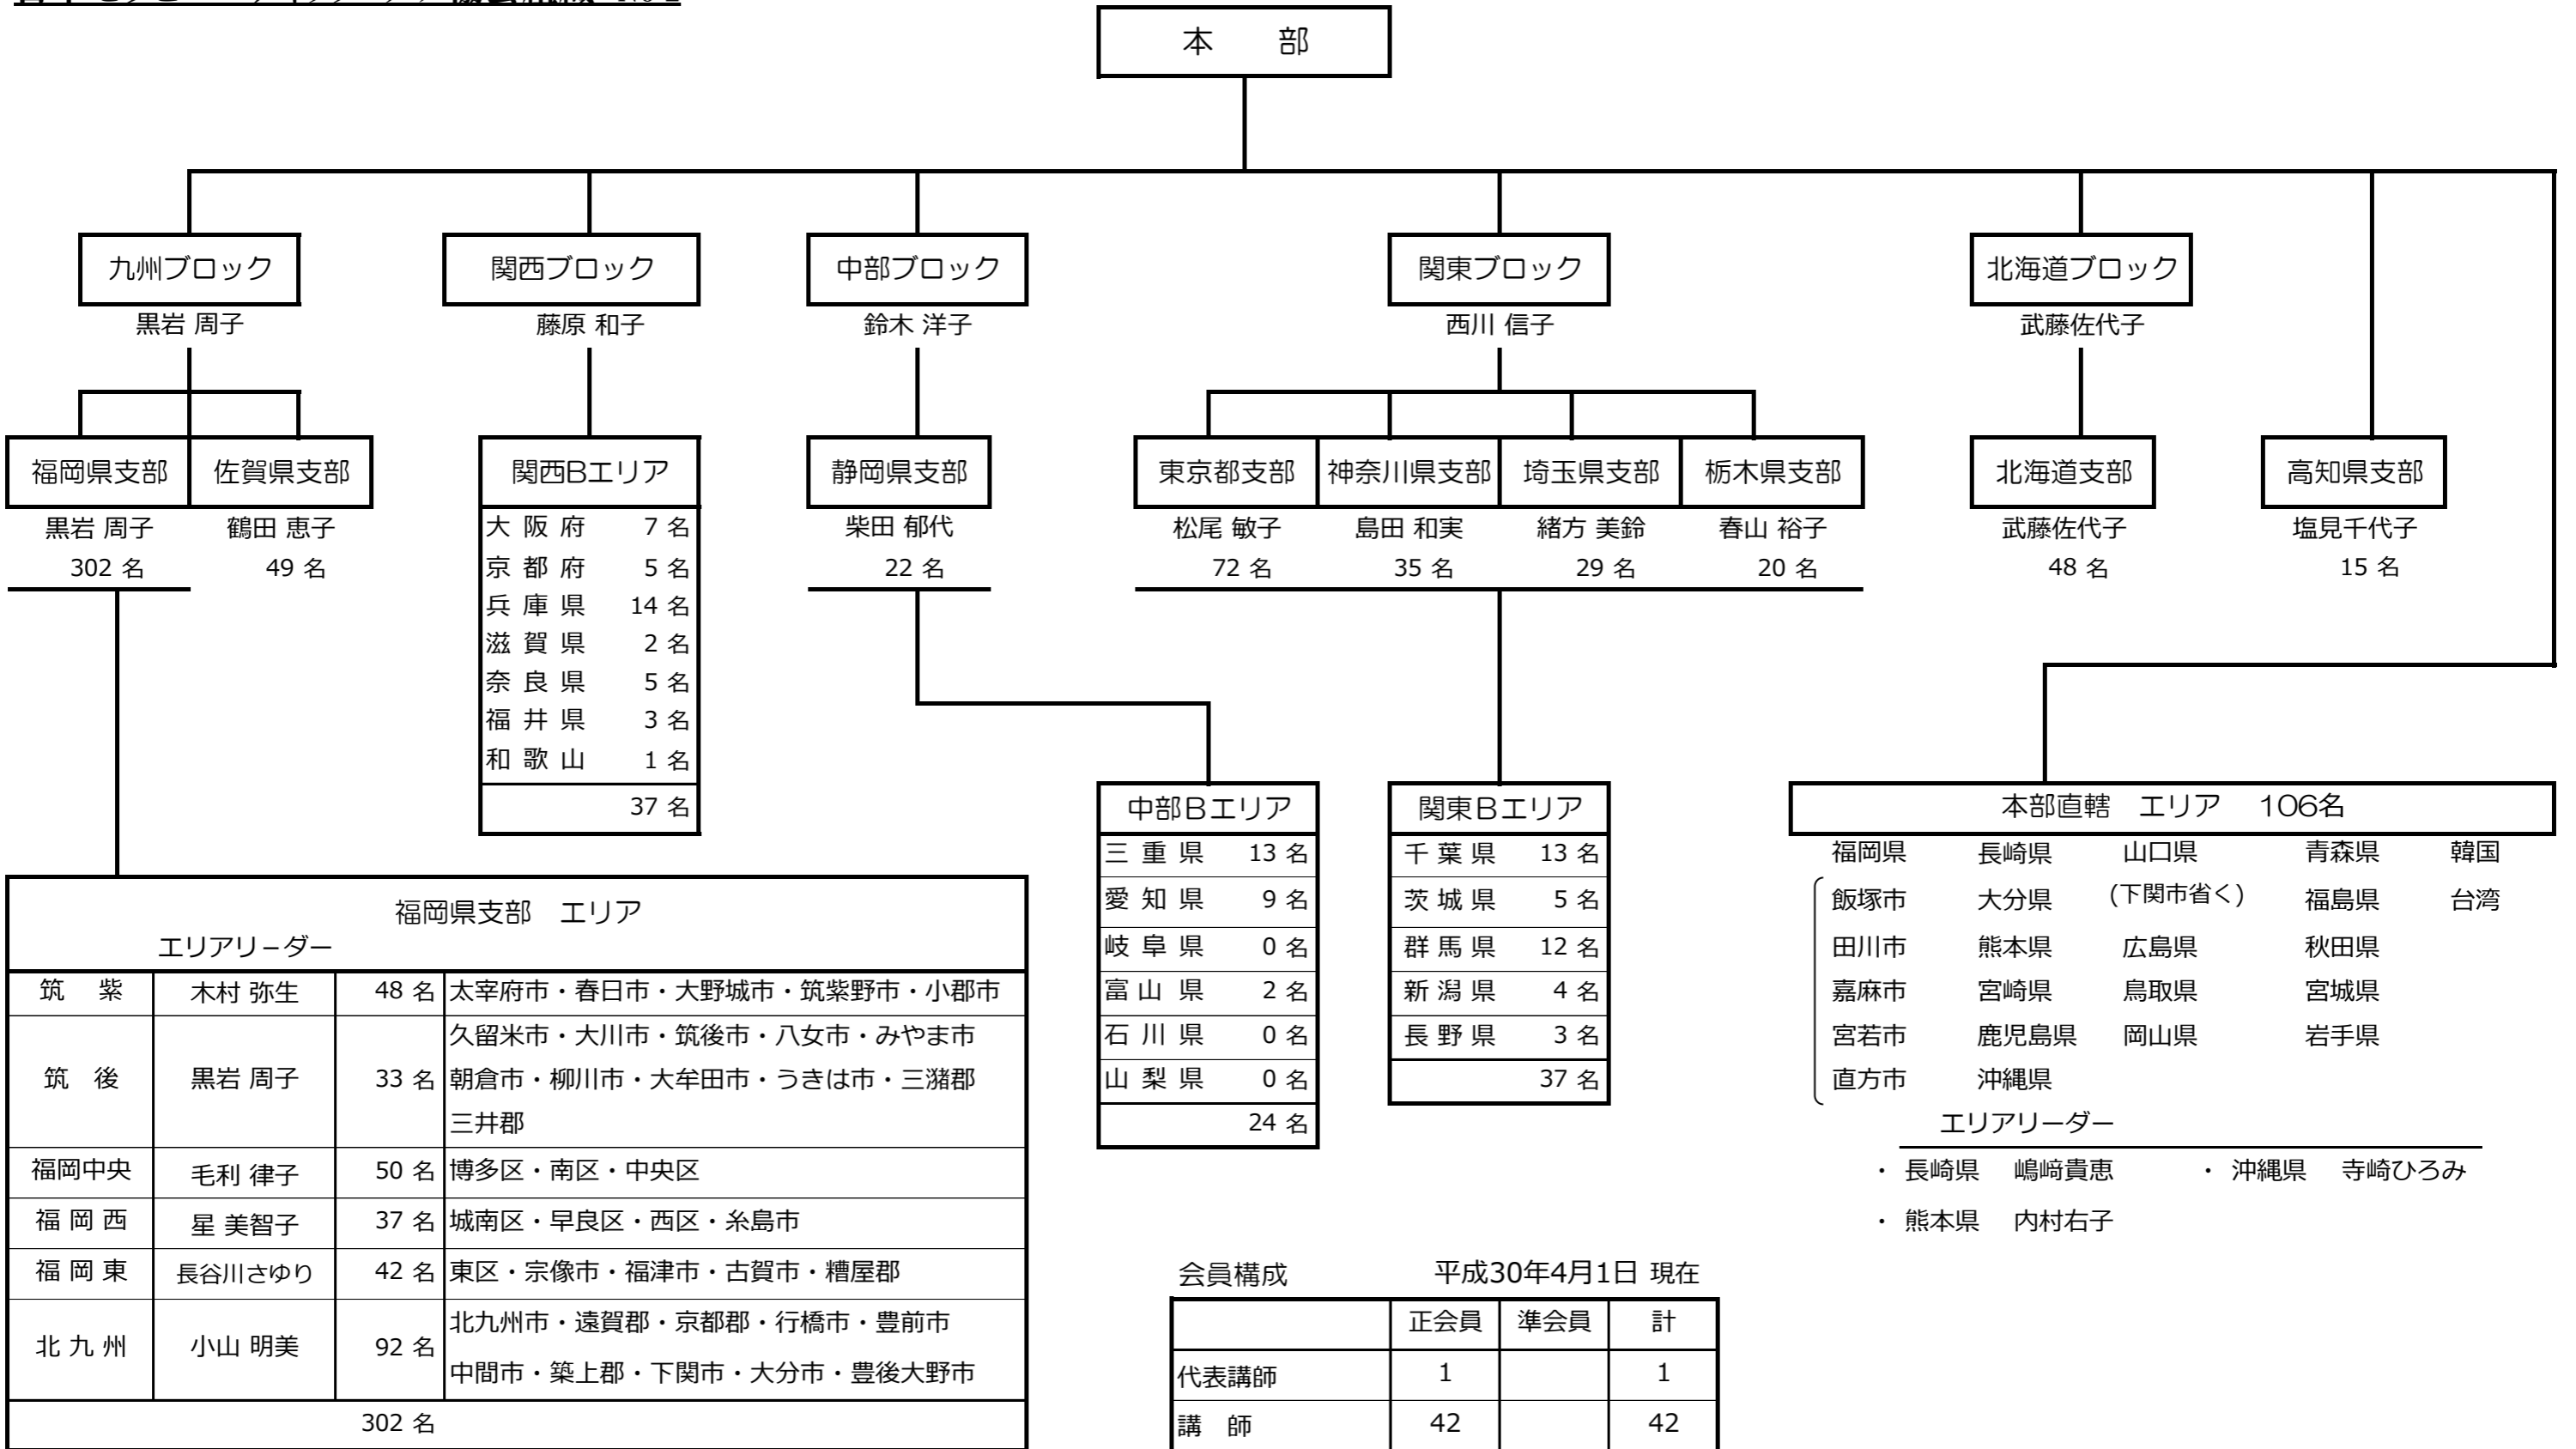 No 2
本　部
九州ブロック
黒岩 周子
関西ブロック
藤原 和子
中部ブロック
鈴木 洋子
関東ブロック
西川 信子
北海道ブロック
武藤佐代子
福岡県支部
黒岩 周子
302 名
佐賀県支部
鶴田 恵子
49 名
関西Bエリア
大 阪 府 7 名
京 都 府 5 名
兵 庫 県 14 名
滋 賀 県 2 名
奈 良 県 5 名
福 井 県 3 名
和 歌 山 1 名
37 名
静岡県支部
柴田 郁代
22 名
東京都支部
松尾 敏子
72 名
神奈川県支部
島田 和実
35 名
埼玉県支部
緒方 美鈴
29 名
栃木県支部
春山 裕子
20 名
北海道支部
武藤佐代子
48 名
高知県支部
塩見千代子
15 名
中部Bエリア
三 重 県 13 名
愛 知 県 9 名
岐 阜 県 0 名
富 山 県 2 名
石 川 県 0 名
山 梨 県 0 名
24 名
関東Bエリア
千 葉 県 13 名
茨 城 県 5 名
群 馬 県 12 名
新 潟 県 4 名
長 野 県 3 名
37 名
本部直轄　エリア　106名
福岡県 長崎県 山口県 青森県 韓国
飯塚市 大分県 (下関市省く) 福島県 台湾
田川市 熊本県 広島県 秋田県
嘉麻市 宮崎県 鳥取県 宮城県
宮若市 鹿児島県 岡山県 岩手県
直方市 沖縄県
エリアリーダー
・ 長崎県 嶋﨑貴恵 ・ 沖縄県 寺崎ひろみ
・ 熊本県 内村右子
福岡県支部　エリア
エリアリ－ダー
筑　紫 木村 弥生 48 名 太宰府市・春日市・大野城市・筑紫野市・小郡市
筑　後 黒岩 周子 33 名 久留米市・大川市・筑後市・八女市・みやま市
朝倉市・柳川市・大牟田市・うきは市・三潴郡
三井郡
福岡中央 毛利 律子 50 名 博多区・南区・中央区
福 岡 西 星 美智子 37 名 城南区・早良区・西区・糸島市
福 岡 東 長谷川さゆり 42 名 東区・宗像市・福津市・古賀市・糟屋郡
北 九 州 小山 明美 92 名 北九州市・遠賀郡・京都郡・行橋市・豊前市
中間市・築上郡・下関市・大分市・豊後大野市
302 名
会員構成 平成30年4月1日 現在
正会員 準会員 計
代表講師 1 1
講　師 42 42